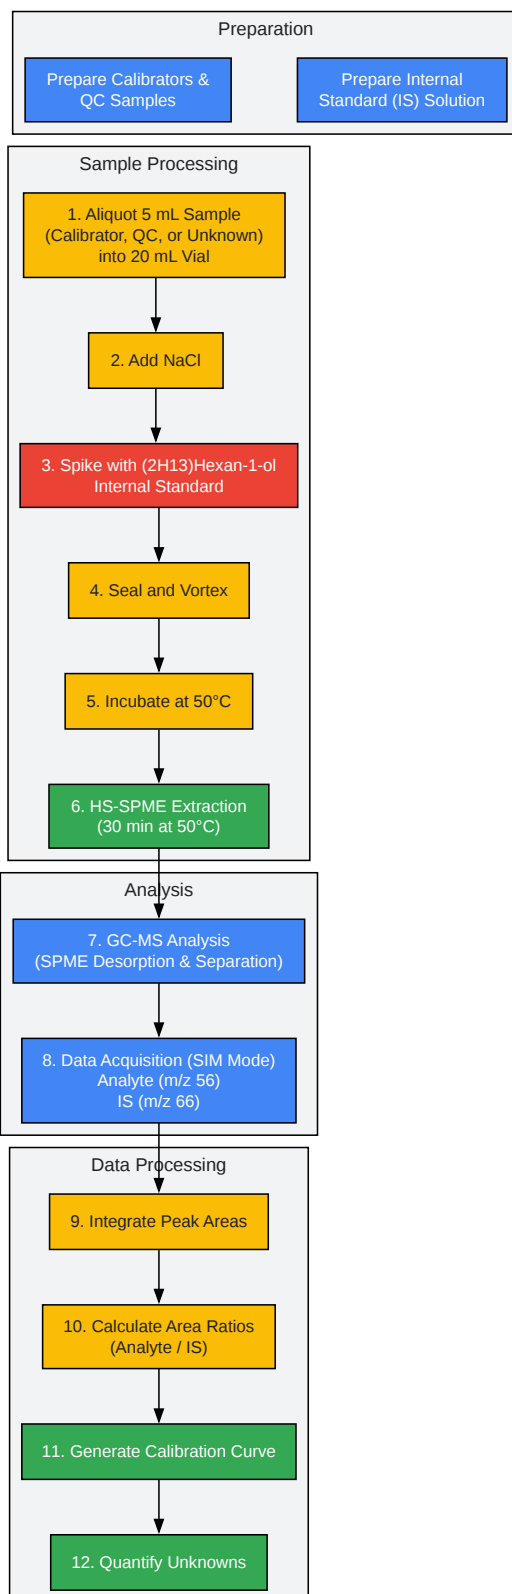 Preparation
Prepare Calibrators &
QC Samples
Prepare Internal
Standard (IS) Solution
Sample Processing
1. Aliquot 5 mL Sample
(Calibrator, QC, or Unknown)
into 20 mL Vial
2. Add NaCl
3. Spike with (2H13)Hexan-1-ol
Internal Standard
4. Seal and Vortex
5. Incubate at 50°C
6. HS-SPME Extraction
(30 min at 50°C)
Analysis
7. GC-MS Analysis
(SPME Desorption & Separation)
8. Data Acquisition (SIM Mode)
Analyte (m/z 56)
IS (m/z 66)
Data Processing
9. Integrate Peak Areas
10. Calculate Area Ratios
(Analyte / IS)
11. Generate Calibration Curve
12. Quantify Unknowns